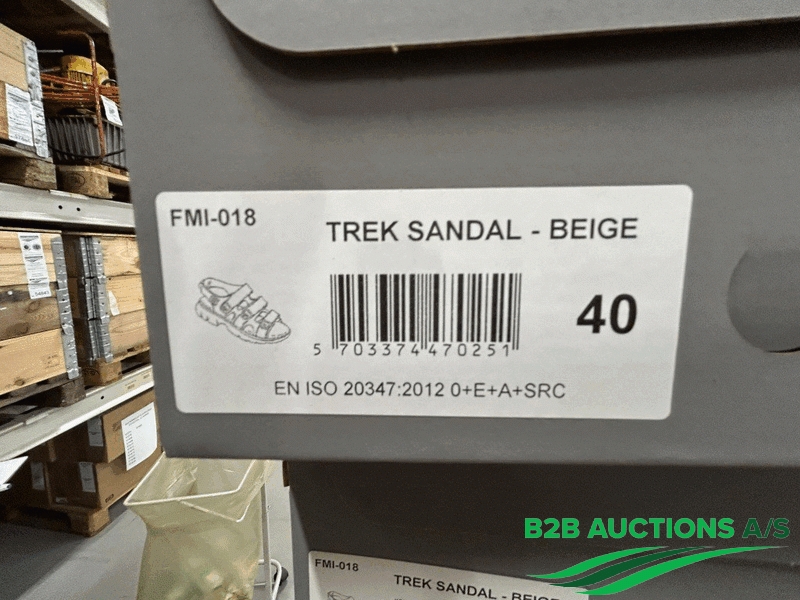 FMI-018
TREK SANDAL - BEIGE
40
5 703374 470251
EN ISO 20347:2012 0+E+A+SRC
B2B AUCTIONS A/S
FMI-018
TREK SANDAL - BEIGE